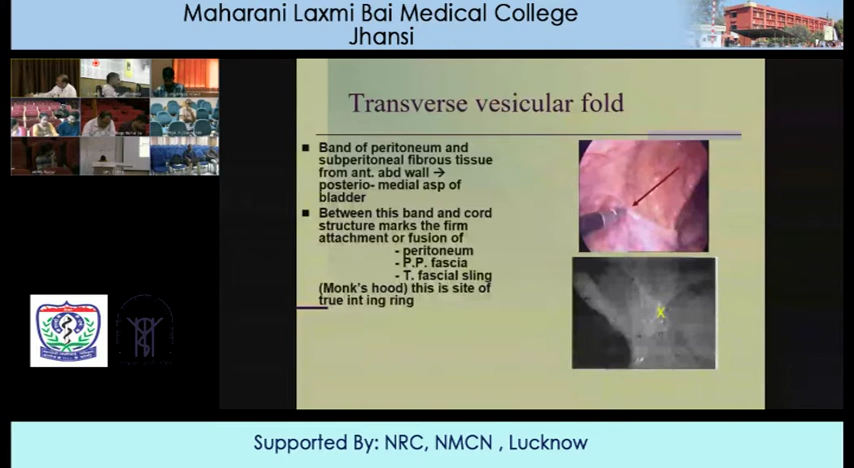 Maharani Laxmi Bai Medical College
Jhansi
Transverse vesicular fold
Band of peritoneum and
subperitoneal fibrous tissue
from ant. abd wall →
posterio- medial asp of
bladder
Between this band and cord
structure marks the firm
attachment or fusion of
- peritoneum
- P.P. fascia
- T. fascial sling
(Monk's hood) this is site of
true int ing ring
X
Supported By: NRC, NMCN , Lucknow